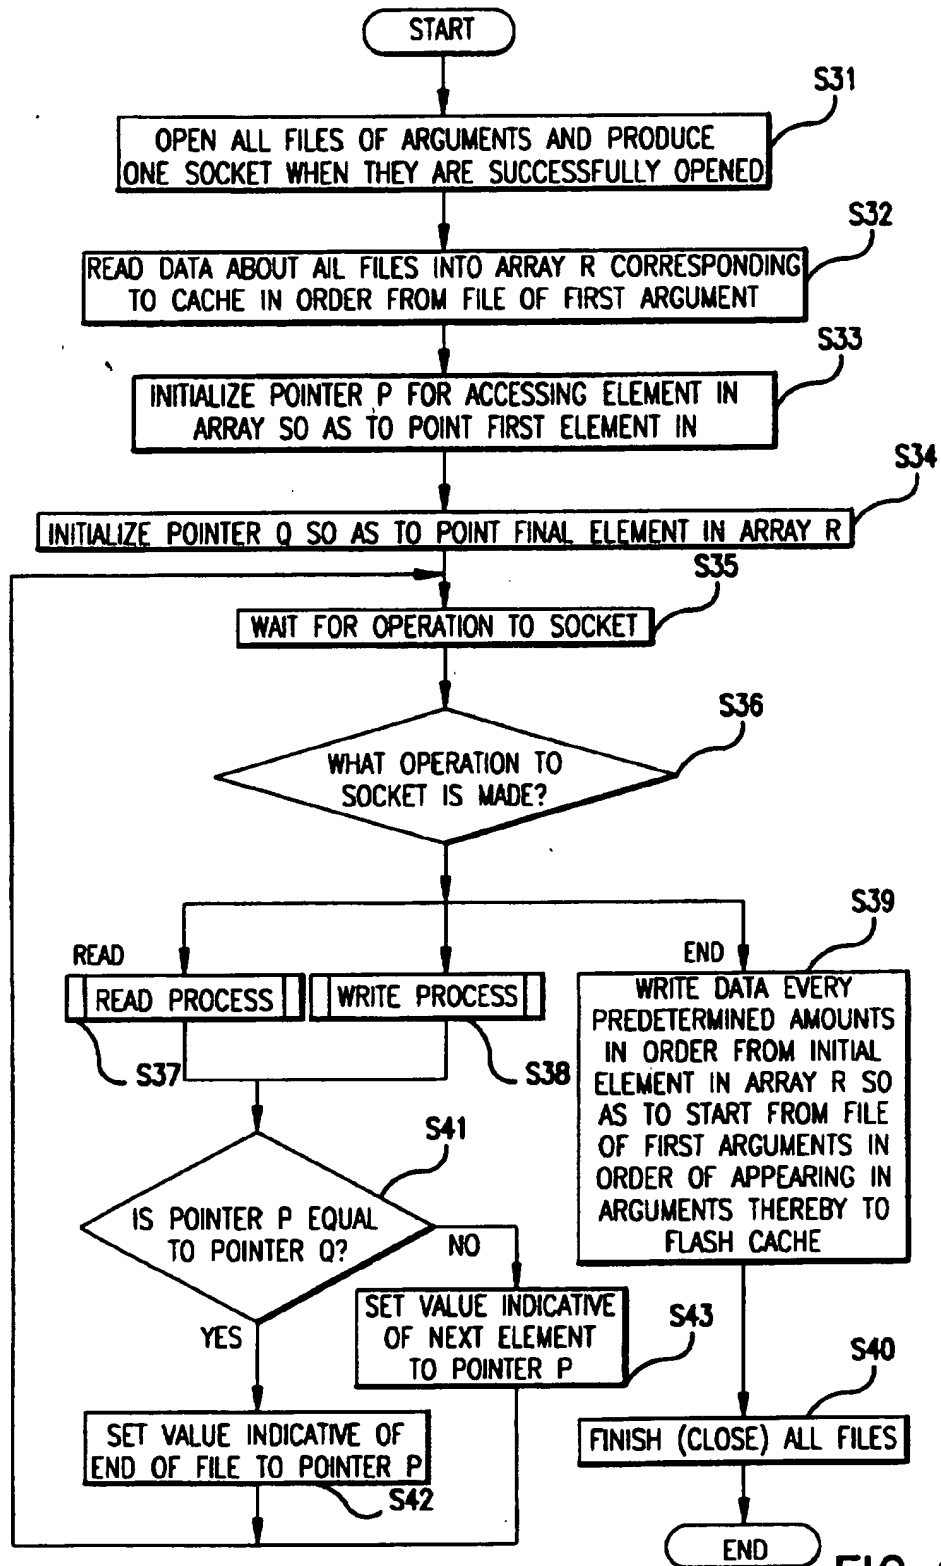 START
S31
OPEN ALL FILES OF ARGUMENTS AND PRODUCE
ONE SOCKET WHEN THEY ARE SUCCESSFULLY OPENED
S32
READ DATA ABOUT AIL FILES INTO ARRAY R CORRESPONDING
TO CACHE IN ORDER FROM FILE OF FIRST ARGUMENT
S33
INITIALIZE POINTER P FOR ACCESSING ELEMENT IN
ARRAY SO AS TO POINT FIRST ELEMENT IN
S34
INITIALIZE POINTER Q SO AS TO POINT FINAL ELEMENT IN ARRAY R
S35
WAIT FOR OPERATION TO SOCKET
S36
WHAT OPERATION TO
SOCKET IS MADE?
READ
READ PROCESS
S37
WRITE PROCESS
S38
END
S39
WRITE DATA EVERY
PREDETERMINED AMOUNTS
IN ORDER FROM INITIAL
ELEMENT IN ARRAY R SO
AS TO START FROM FILE
OF FIRST ARGUMENTS IN
ORDER OF APPEARING IN
ARGUMENTS THEREBY TO
FLASH CACHE
S41
IS POINTER P EQUAL
TO POINTER Q?
NO
YES
SET VALUE INDICATIVE
OF NEXT ELEMENT
TO POINTER P
S43
SET VALUE INDICATIVE OF
END OF FILE TO POINTER P
S42
S40
FINISH (CLOSE) ALL FILES
END